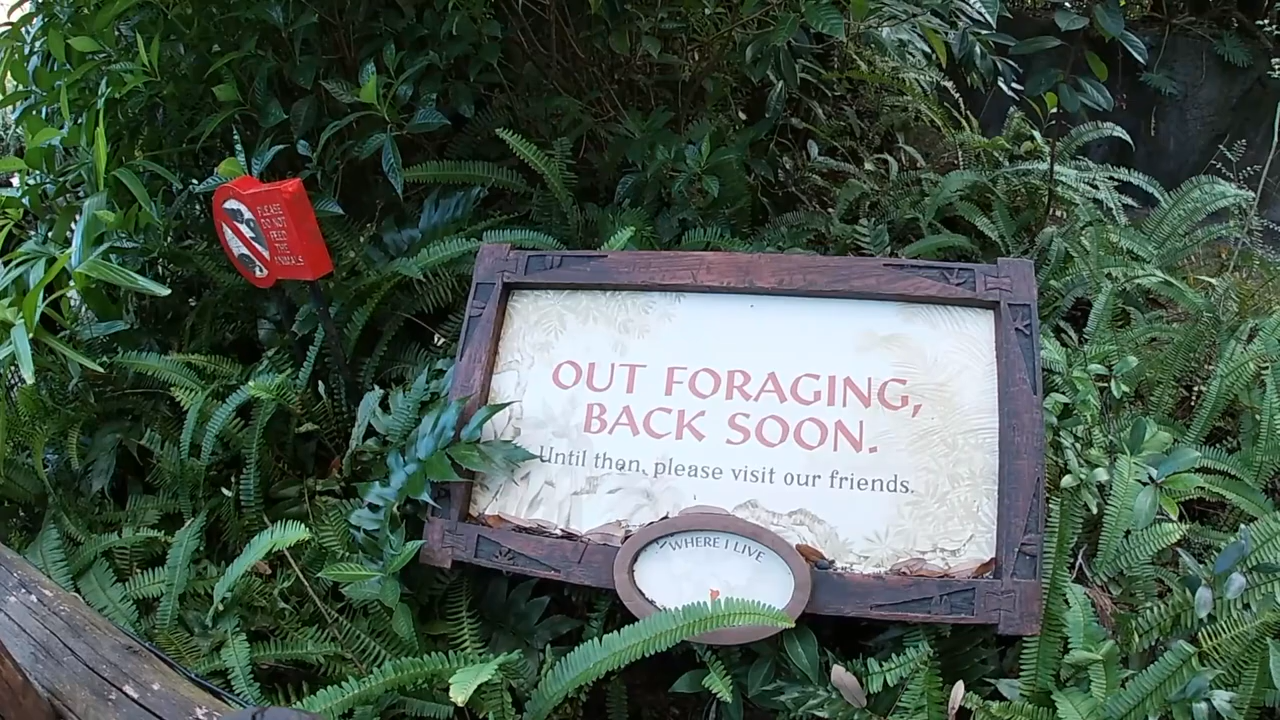 PLEASE
DO NOT
FEED
THE
ANIMALS
OUT FORAGING,
BACK SOON.
Until then, please visit our friends.
WHERE I LIVE